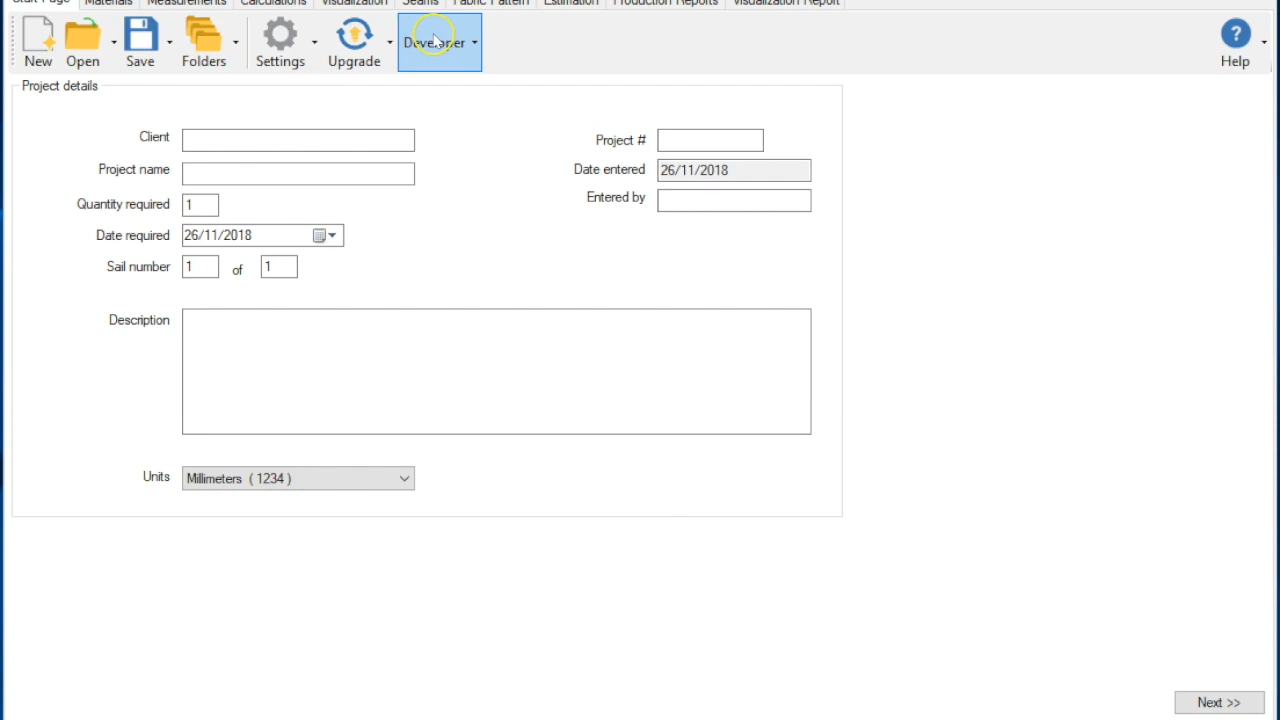 Start Page Materials Measurements Calculations Visualization Seams Fabric Pattern Estimation Production Reports Visualization Report
New Open Save Folders Settings Upgrade Developer Help
Project details
Client Project #
Project name Date entered 26/11/2018
Quantity required 1 Entered by
Date required 26/11/2018
Sail number 1 of 1
Description
Units Millimeters ( 1234 )
Next >>